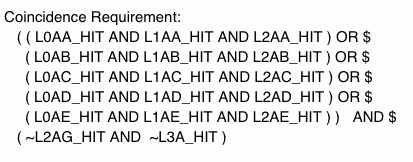 Coincidence Requirement:
( ( L0AA_HIT AND L1AA_HIT AND L2AA_HIT ) OR $
( L0AB_HIT AND L1AB_HIT AND L2AB_HIT ) OR $
( L0AC_HIT AND L1AC_HIT AND L2AC_HIT ) OR $
( L0AD_HIT AND L1AD_HIT AND L2AD_HIT ) OR $
( L0AE_HIT AND L1AE_HIT AND L2AE_HIT ) ) AND $
( ~L2AG_HIT AND ~L3A_HIT )